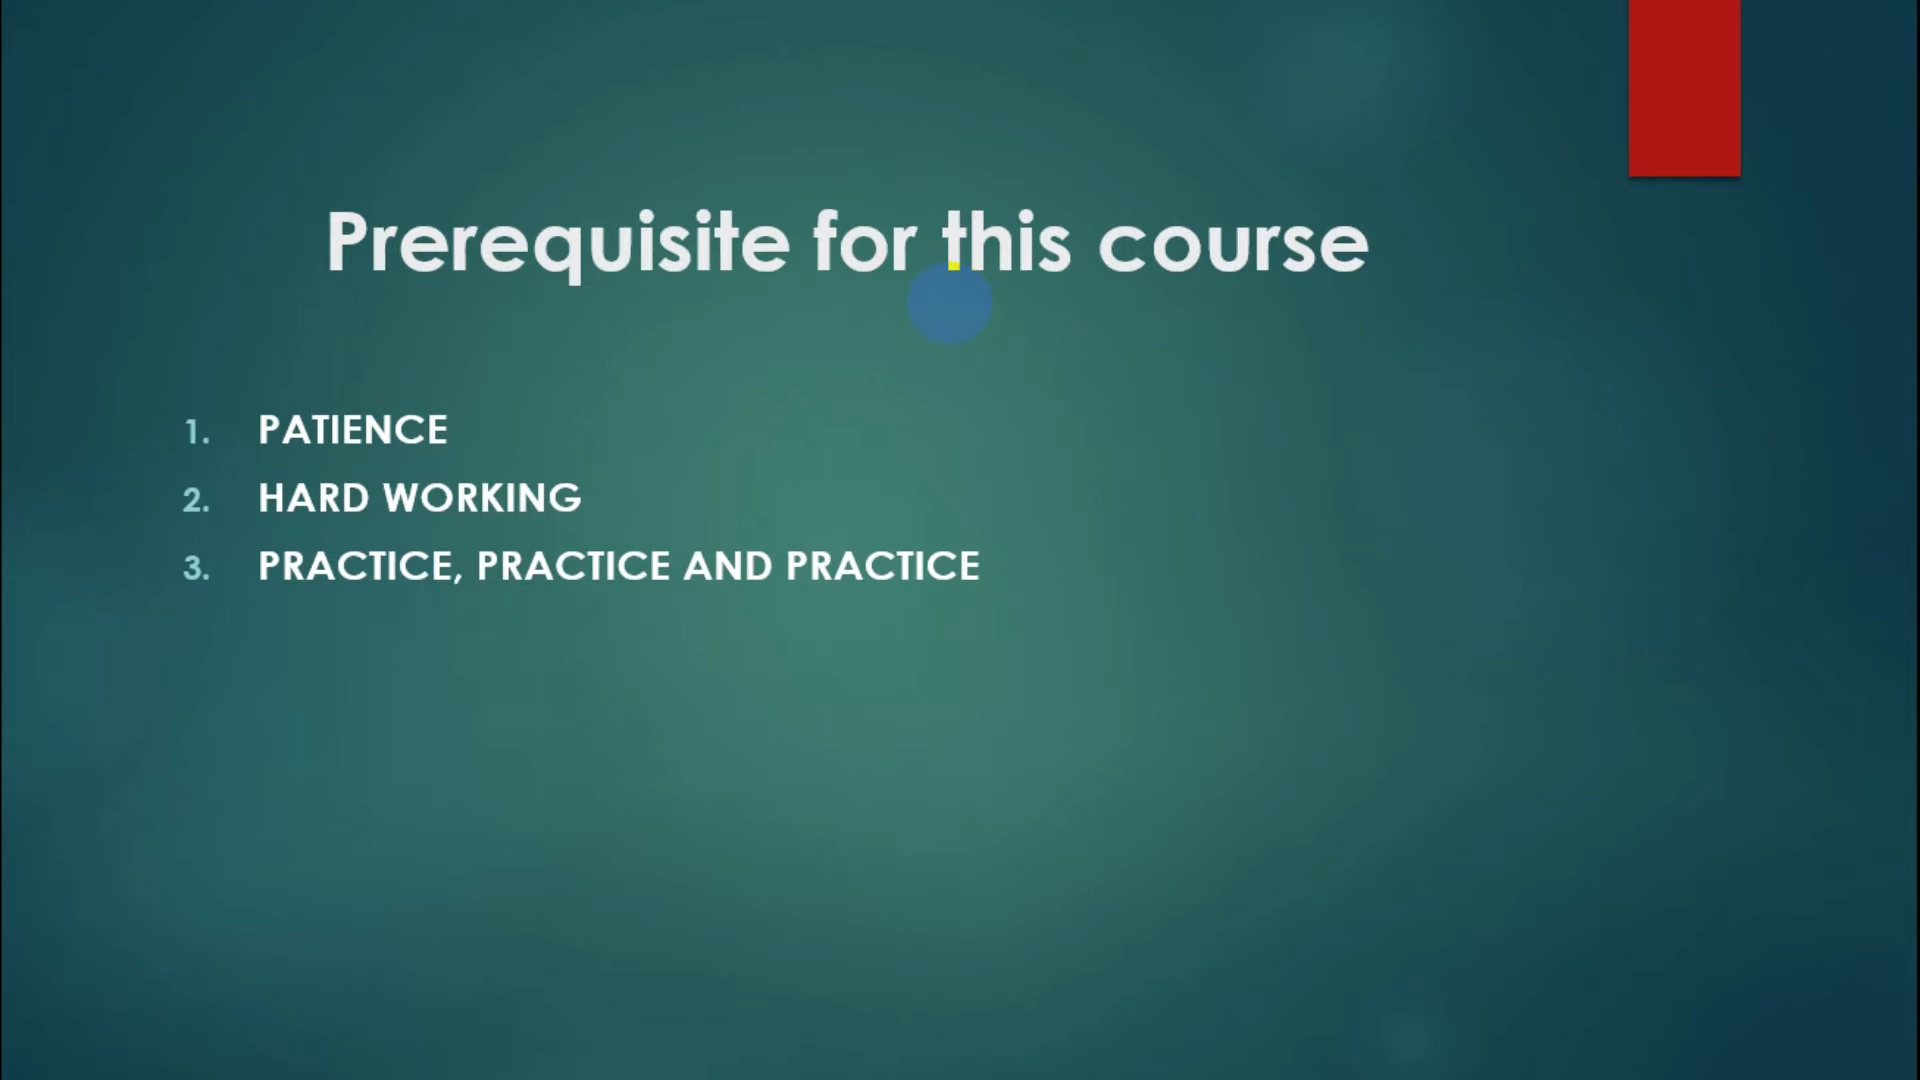 Prerequisite for this course
1. PATIENCE
2. HARD WORKING
3. PRACTICE, PRACTICE AND PRACTICE